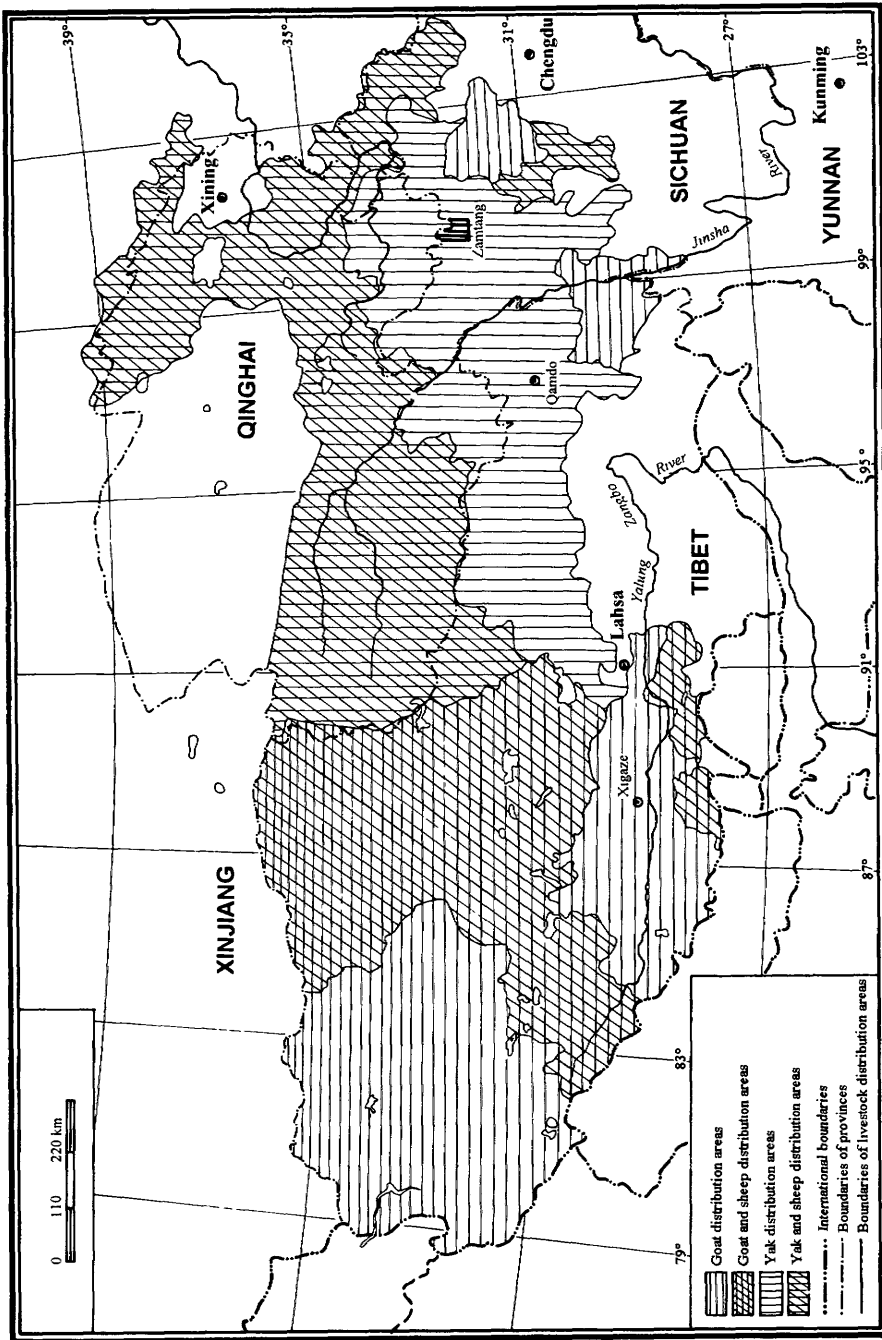 39°
35°
31°
27°
103°
99°
95°
91°
87°
83°
79°
XINJIANG
QINGHAI
Xining
Chengdu
SICHUAN
Zamtang
Kunming
YUNNAN
Jinsha
River
Qamdo
Zongbo
River
Yalung
TIBET
Lahsa
Xigaze
0 110 220 km
Goat distribution areas
Goat and sheep distribution areas
Yak distribution areas
Yak and sheep distribution areas
International boundaries
Boundaries of provinces
Boundaries of livestock distribution areas